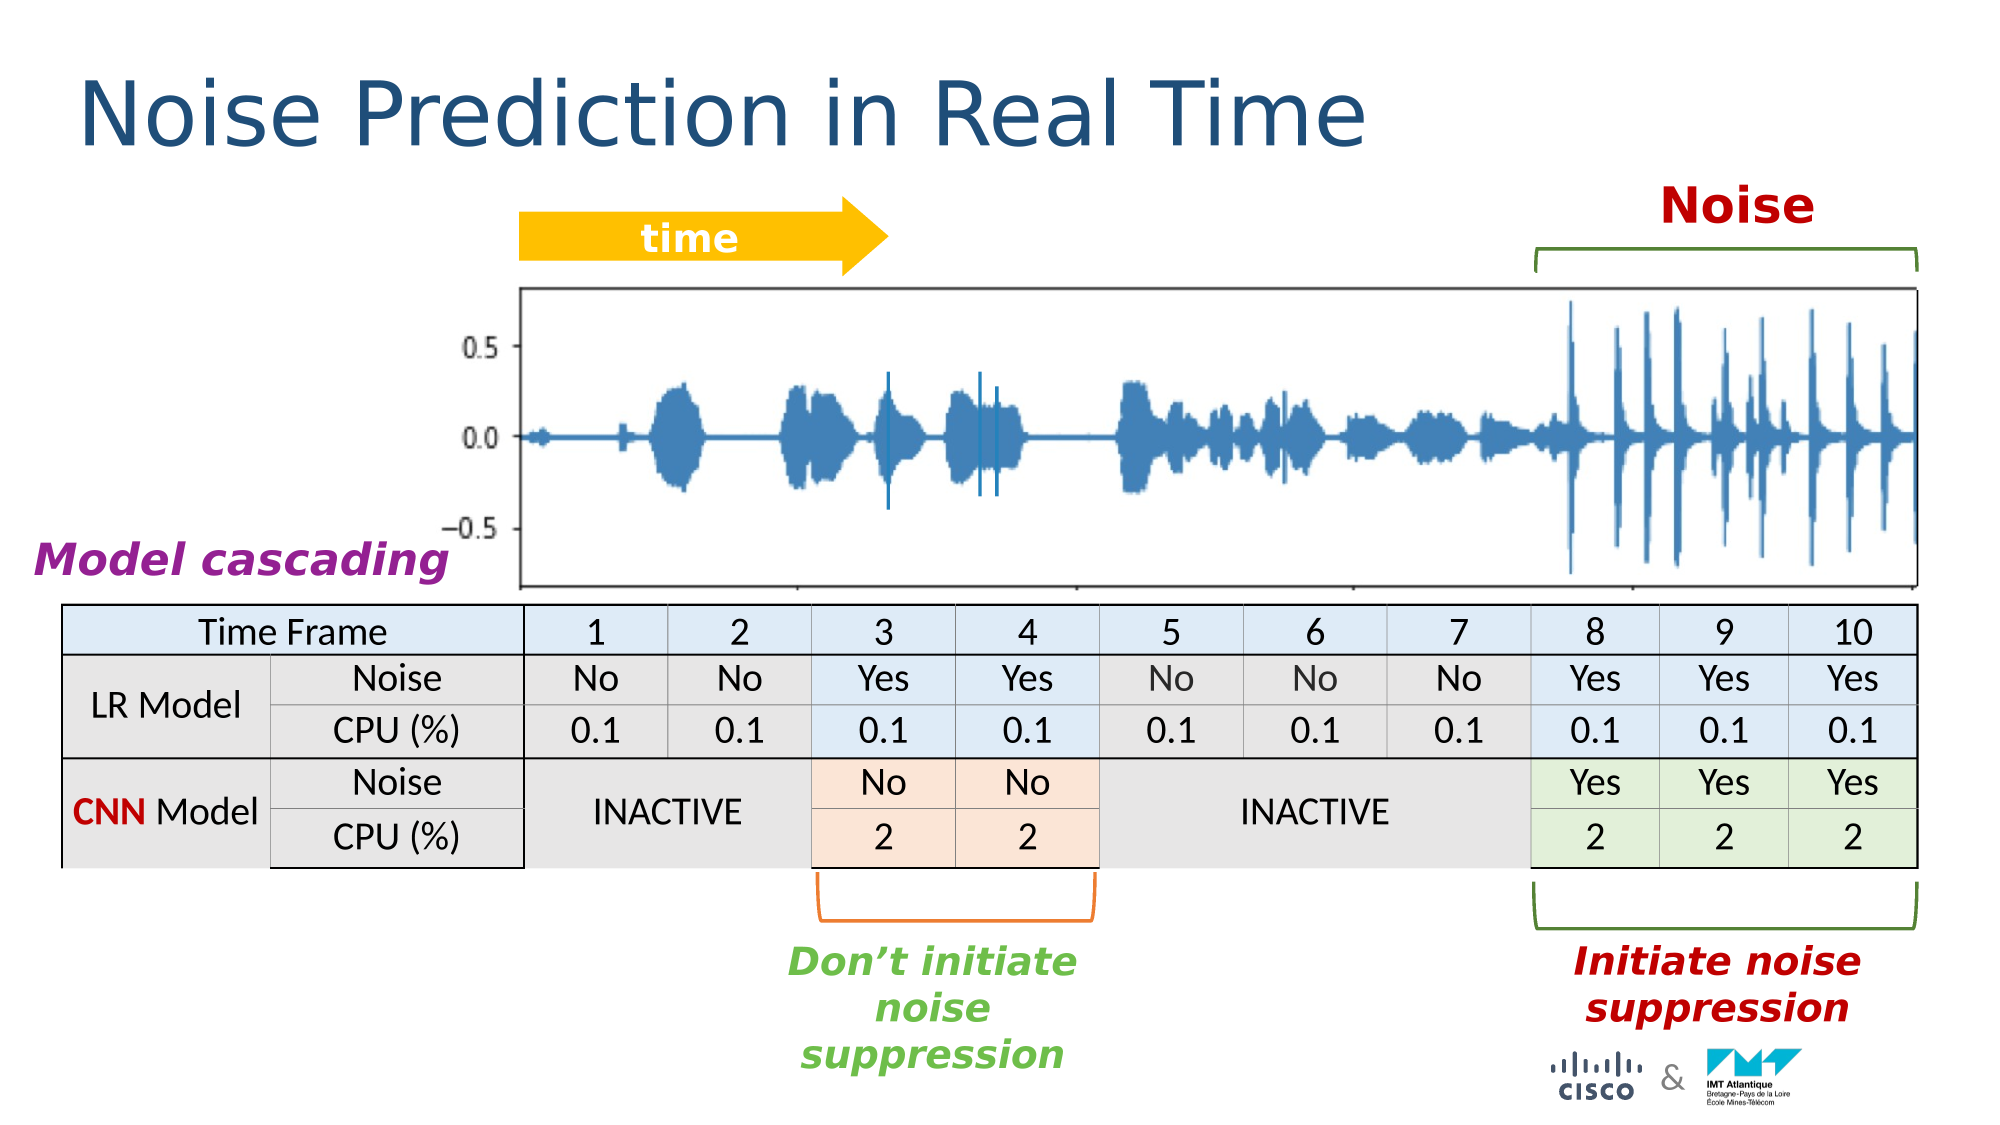 Noise Prediction in Real Time
Noise
time
0.5
0.0
−0.5
Model cascading
Time Frame 1 2 3 4 5 6 7 8 9 10
LR Model Noise No No Yes Yes No No No Yes Yes Yes
CPU (%) 0.1 0.1 0.1 0.1 0.1 0.1 0.1 0.1 0.1 0.1
CNN Model Noise INACTIVE No No INACTIVE Yes Yes Yes
CPU (%) 2 2 2 2 2
Don’t initiate
noise
suppression
Initiate noise
suppression
CISCO & IMT Atlantique
Bretagne-Pays de la Loire
École Mines-Télécom